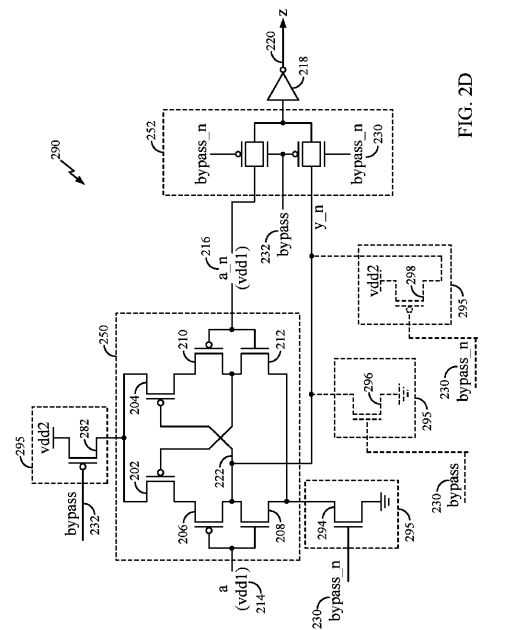 290
252
bypass_n
220
z
218
bypass_n
230
232
bypass
y_n
FIG. 2D
216
a_n
(vdd1)
250
210
212
204
202
222
206
208
295
vdd2
282
bypass
232
a
(vdd1)
214
294
295
230
bypass_n
296
295
230
bypass
vdd2
298
295
230
bypass_n